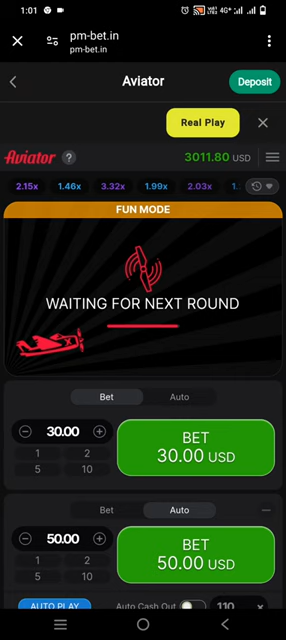 1:01
4G+
pm-bet.in
pm-bet.in
Aviator
Deposit
Real Play
Aviator ? 3011.80 USD
2.15x 1.46x 3.32x 1.99x 2.03x 1..
FUN MODE
WAITING FOR NEXT ROUND
Bet Auto
30.00
1 2
5 10
BET
30.00 USD
Bet Auto
50.00
1 2
5 10
BET
50.00 USD
AUTO PLAY Auto Cash Out 1.10 x